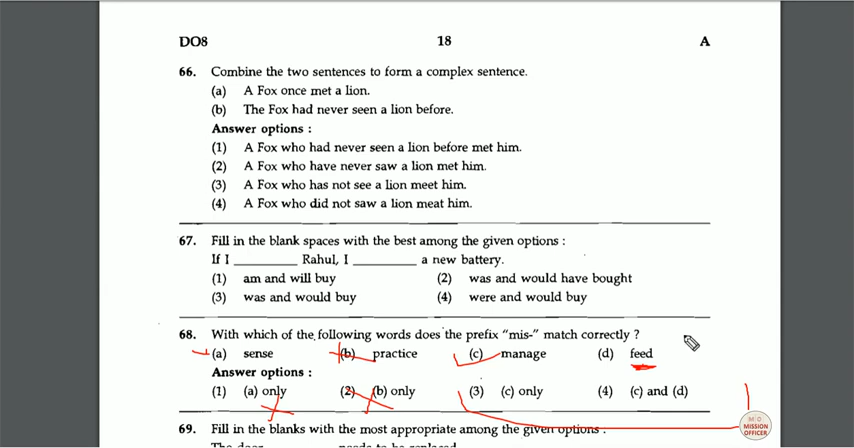 DO8 18 A
66. Combine the two sentences to form a complex sentence.
(a) A Fox once met a lion.
(b) The Fox had never seen a lion before.
Answer options :
(1) A Fox who had never seen a lion before met him.
(2) A Fox who have never saw a lion met him.
(3) A Fox who has not see a lion meet him.
(4) A Fox who did not saw a lion meat him.
67. Fill in the blank spaces with the best among the given options :
If I ________ Rahul, I ________ a new battery.
(1) am and will buy (2) was and would have bought
(3) was and would buy (4) were and would buy
68. With which of the following words does the prefix "mis-" match correctly ?
(a) sense (b) practice (c) manage (d) feed
Answer options :
(1) (a) only (2) (b) only (3) (c) only (4) (c) and (d)
69. Fill in blanks with the most appropriate among the given options :
The door ________ needs to be replaced.
MISSION
OFFICER